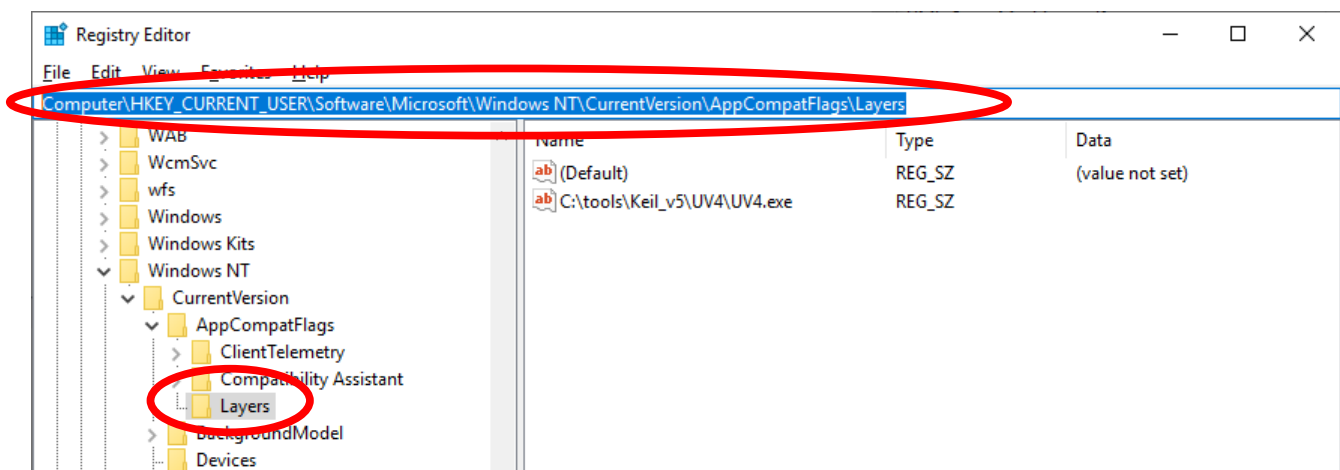 Registry Editor
File Edit View Favorites Help
Computer\HKEY_CURRENT_USER\Software\Microsoft\Windows NT\CurrentVersion\AppCompatFlags\Layers
WAB
WcmSvc
wfs
Windows
Windows Kits
Windows NT
CurrentVersion
AppCompatFlags
ClientTelemetry
Compatibility Assistant
Layers
BackgroundModel
Devices
Name Type Data
ab (Default) REG_SZ (value not set)
ab C:\tools\Keil_v5\UV4\UV4.exe REG_SZ